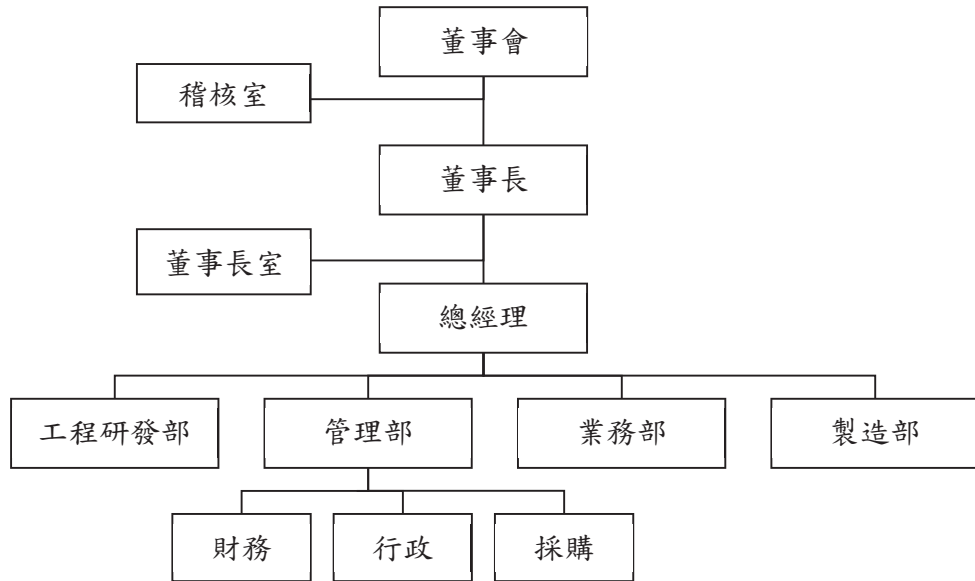 董事會
稽核室
董事長
董事長室
總經理
工程研發部
管理部
業務部
製造部
財務
行政
採購